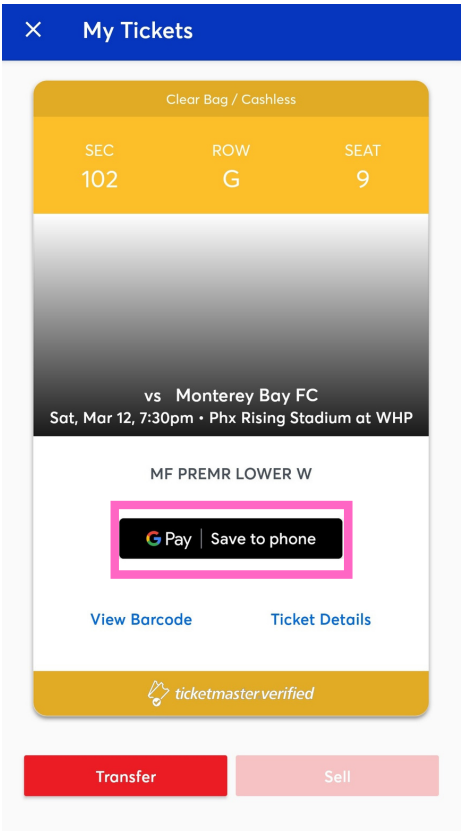 My Tickets
Clear Bag / Cashless
SEC ROW SEAT
102 G 9
vs Monterey Bay FC
Sat, Mar 12, 7:30pm • Phx Rising Stadium at WHP
MF PREMR LOWER W
G Pay | Save to phone
View Barcode Ticket Details
ticketmaster verified
Transfer Sell